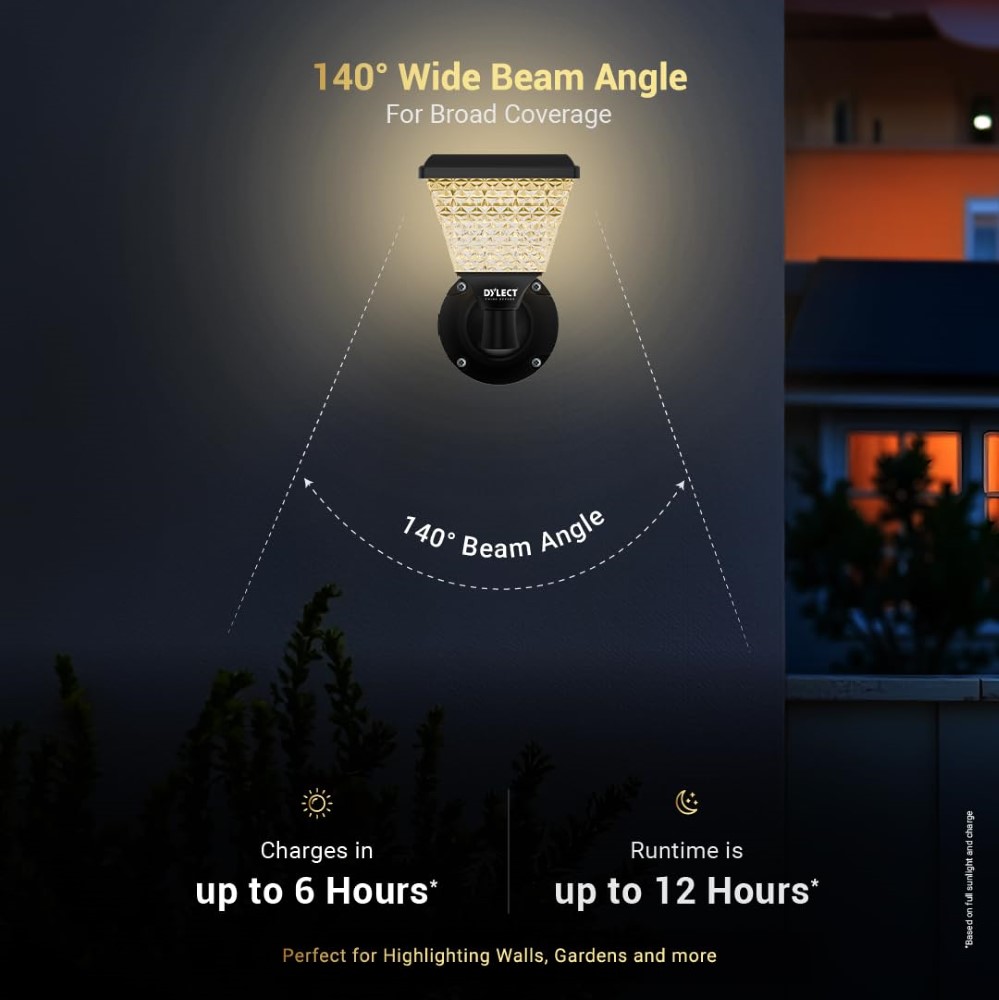 140° Wide Beam Angle
For Broad Coverage
DYLECT
140° Beam Angle
Charges in
up to 6 Hours*
Runtime is
up to 12 Hours*
*Based on full sunlight and charge
Perfect for Highlighting Walls, Gardens and more